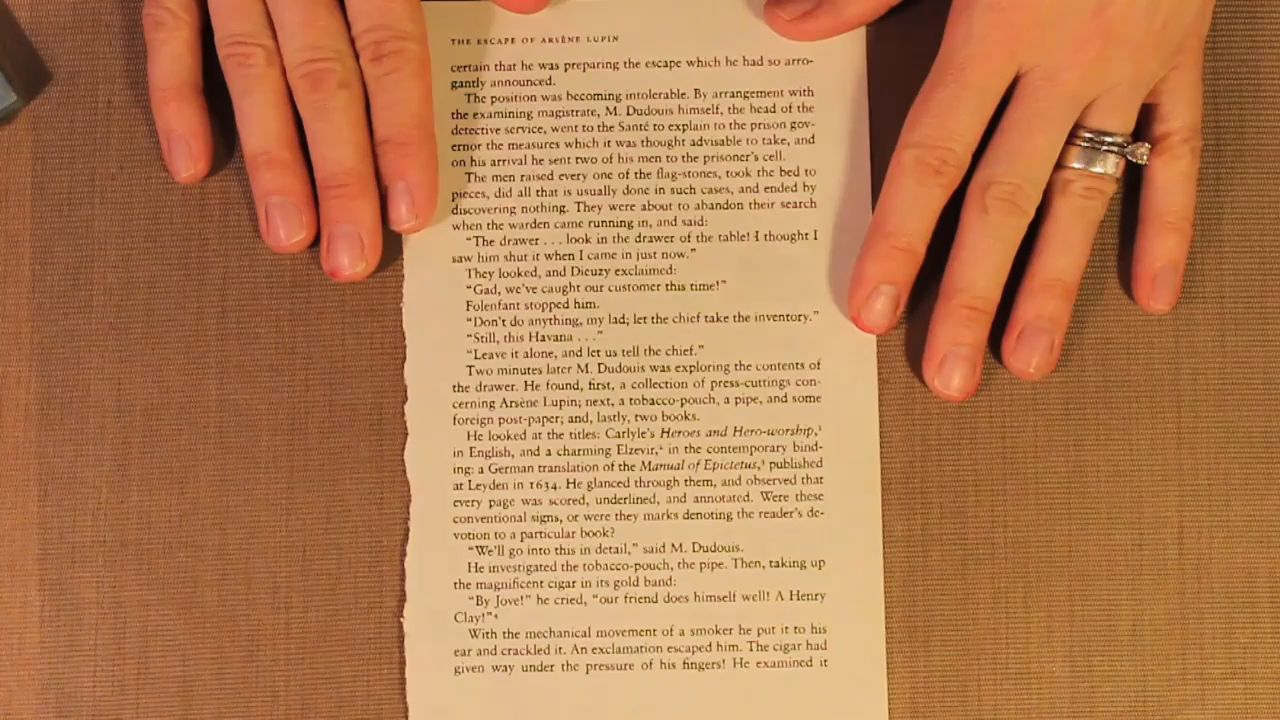 THE ESCAPE OF ARSÈNE LUPIN
certain that he was preparing the escape which he had so arro-
gantly announced.
The position was becoming intolerable. By arrangement with
the examining magistrate, M. Dudouis himself, the head of the
detective service, went to the Santé to explain to the prison gov-
ernor the measures which it was thought advisable to take, and
on his arrival he sent two of his men to the prisoner's cell.
The men raised every one of the flag-stones, took the bed to
pieces, did all that is usually done in such cases, and ended by
discovering nothing. They were about to abandon their search
when the warden came running in, and said:
“The drawer . . . look in the drawer of the table! I thought I
saw him shut it when I came in just now.”
They looked, and Dieuzy exclaimed:
“Gad, we've caught our customer this time!”
Folenfant stopped him.
“Don't do anything, my lad; let the chief take the inventory.”
“Still, this Havana . . .”
“Leave it alone, and let us tell the chief.”
Two minutes later M. Dudouis was exploring the contents of
the drawer. He found, first, a collection of press-cuttings con-
cerning Arsène Lupin; next, a tobacco-pouch, a pipe, and some
foreign post-paper; and, lastly, two books.
He looked at the titles: Carlyle's Heroes and Hero-worship,¹
in English, and a charming Elzevir,² in the contemporary bind-
ing: a German translation of the Manual of Epictetus,³ published
at Leyden in 1634. He glanced through them, and observed that
every page was scored, underlined, and annotated. Were these
conventional signs, or were they marks denoting the reader's de-
votion to a particular book?
“We'll go into this in detail,” said M. Dudouis.
He investigated the tobacco-pouch, the pipe. Then, taking up
the magnificent cigar in its gold band:
“By Jove!” he cried, “our friend does himself well! A Henry
Clay!”⁴
With the mechanical movement of a smoker he put it to his
ear and crackled it. An exclamation escaped him. The cigar had
given way under the pressure of his fingers! He examined it